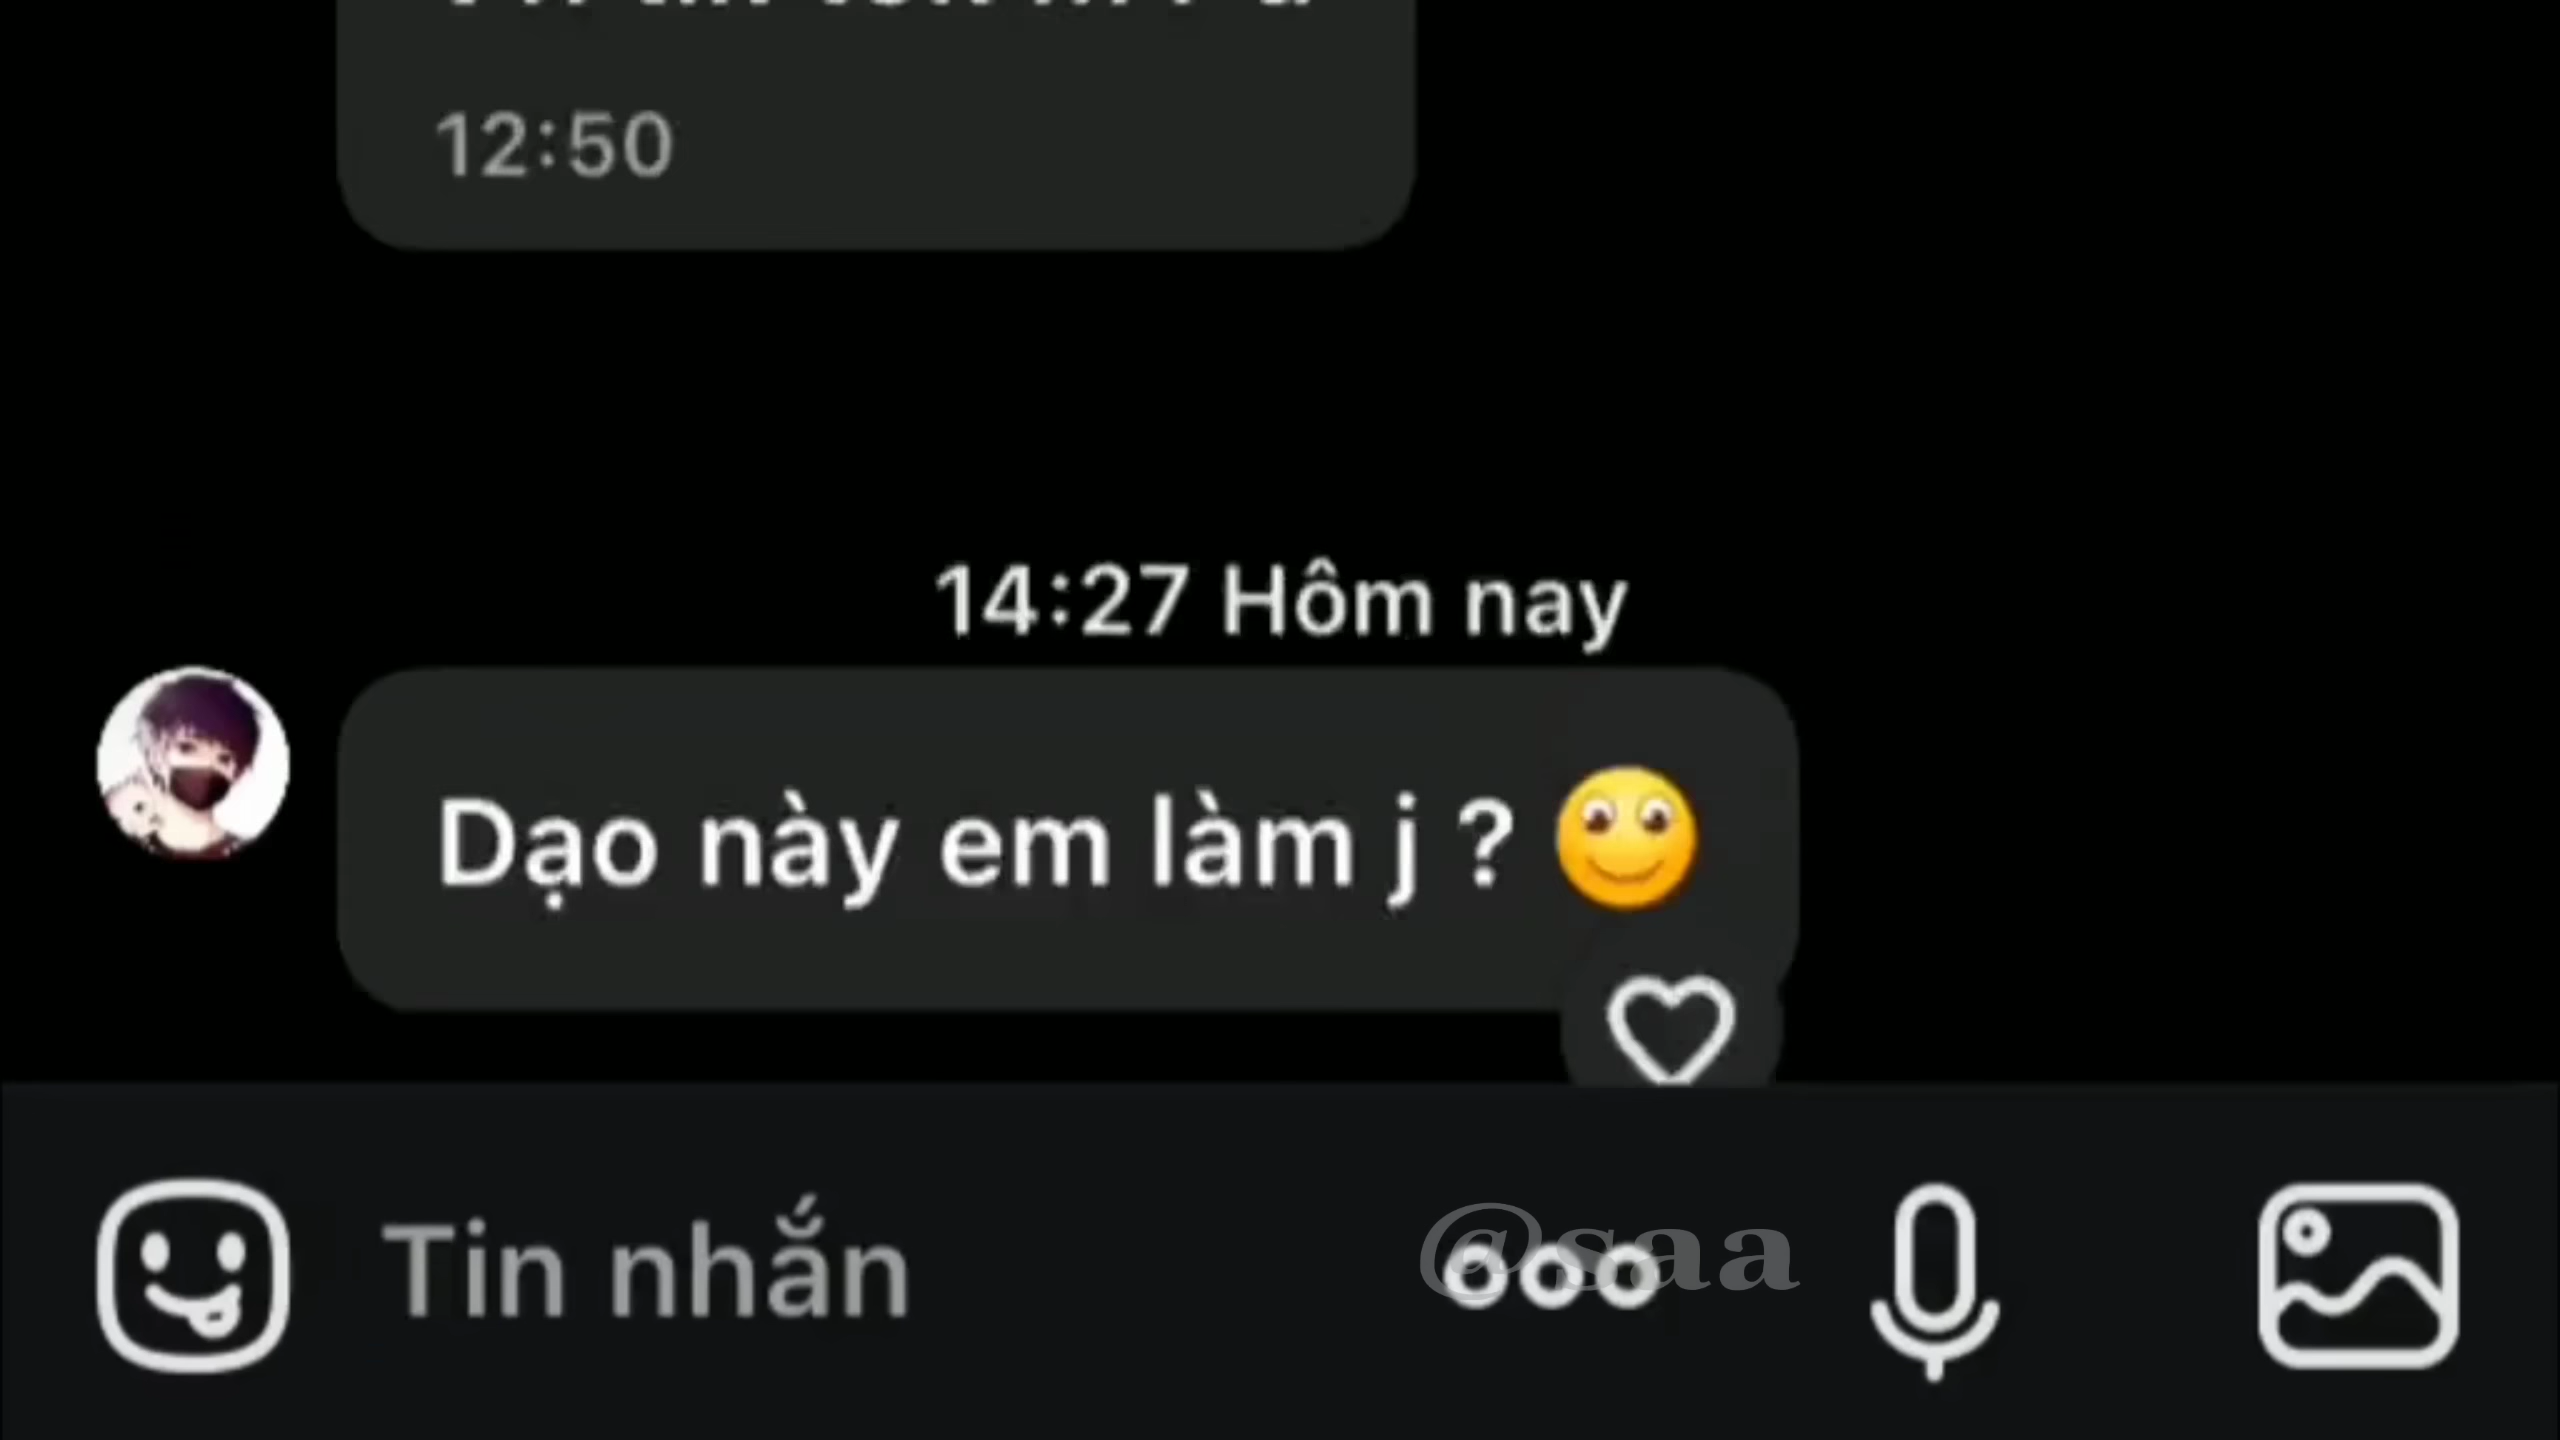 12:50
14:27 Hôm nay
Dạo này em làm j ? 🙂
Tin nhắn
@saa